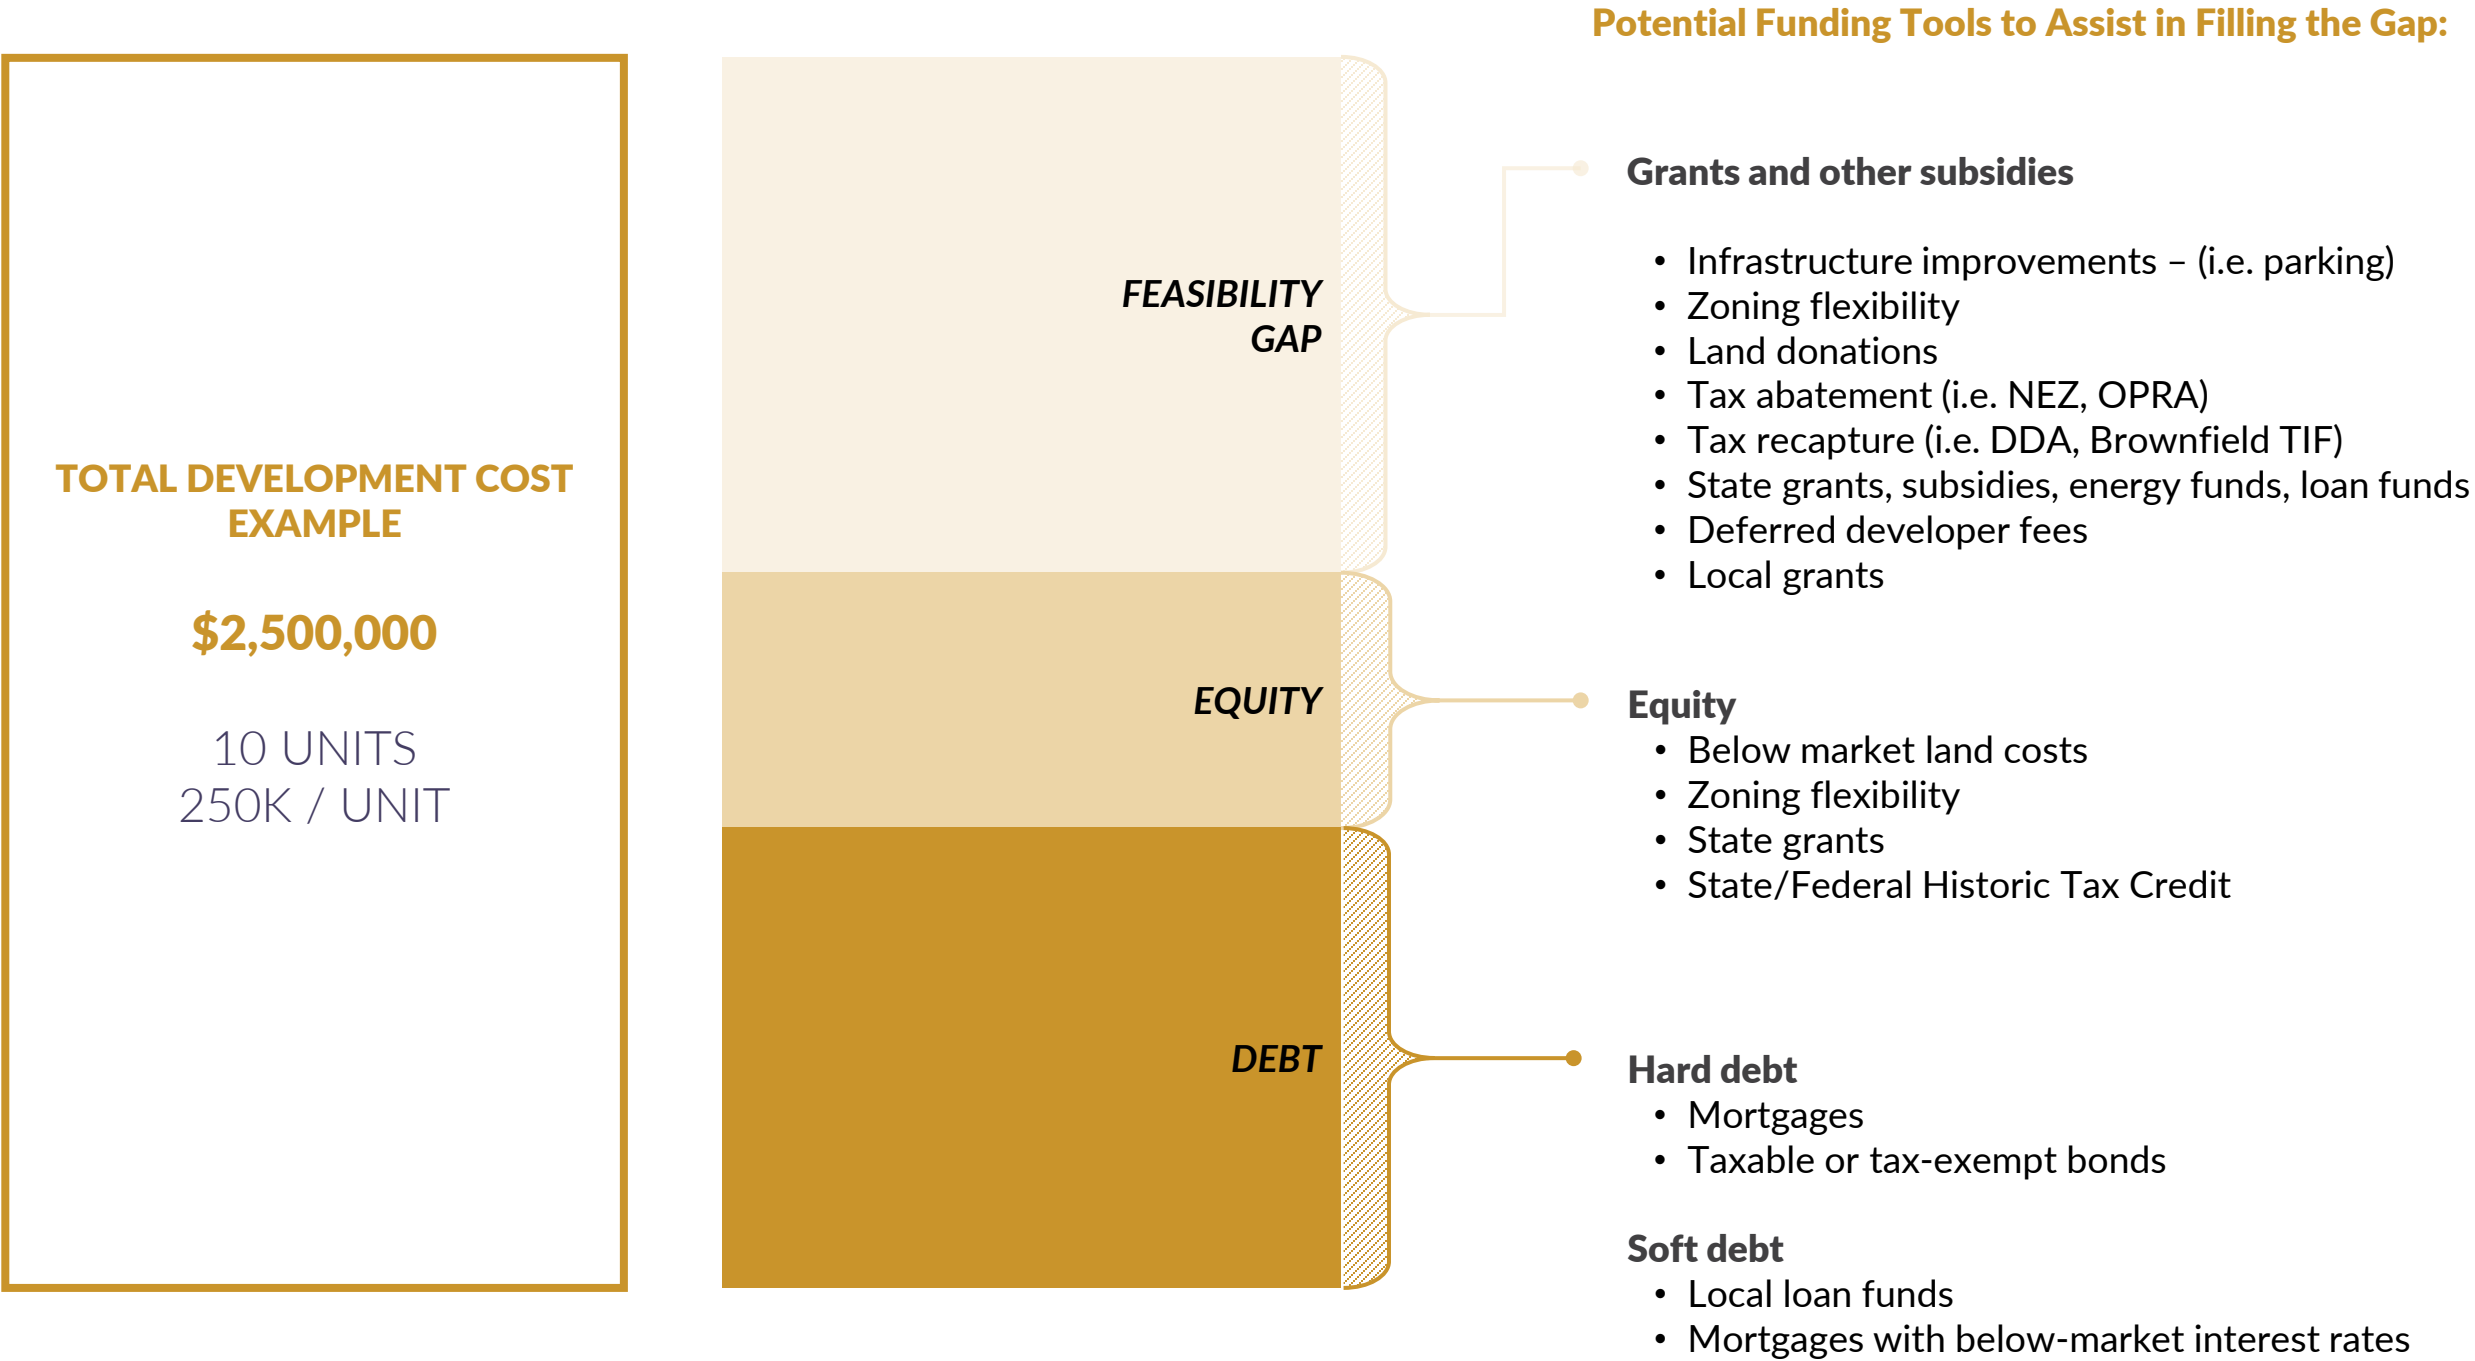 Potential Funding Tools to Assist in Filling the Gap:
TOTAL DEVELOPMENT COST
EXAMPLE
$2,500,000
10 UNITS
250K / UNIT
FEASIBILITY
GAP
EQUITY
DEBT
Grants and other subsidies
• Infrastructure improvements – (i.e. parking)
• Zoning flexibility
• Land donations
• Tax abatement (i.e. NEZ, OPRA)
• Tax recapture (i.e. DDA, Brownfield TIF)
• State grants, subsidies, energy funds, loan funds
• Deferred developer fees
• Local grants
Equity
• Below market land costs
• Zoning flexibility
• State grants
• State/Federal Historic Tax Credit
Hard debt
• Mortgages
• Taxable or tax-exempt bonds
Soft debt
• Local loan funds
• Mortgages with below-market interest rates